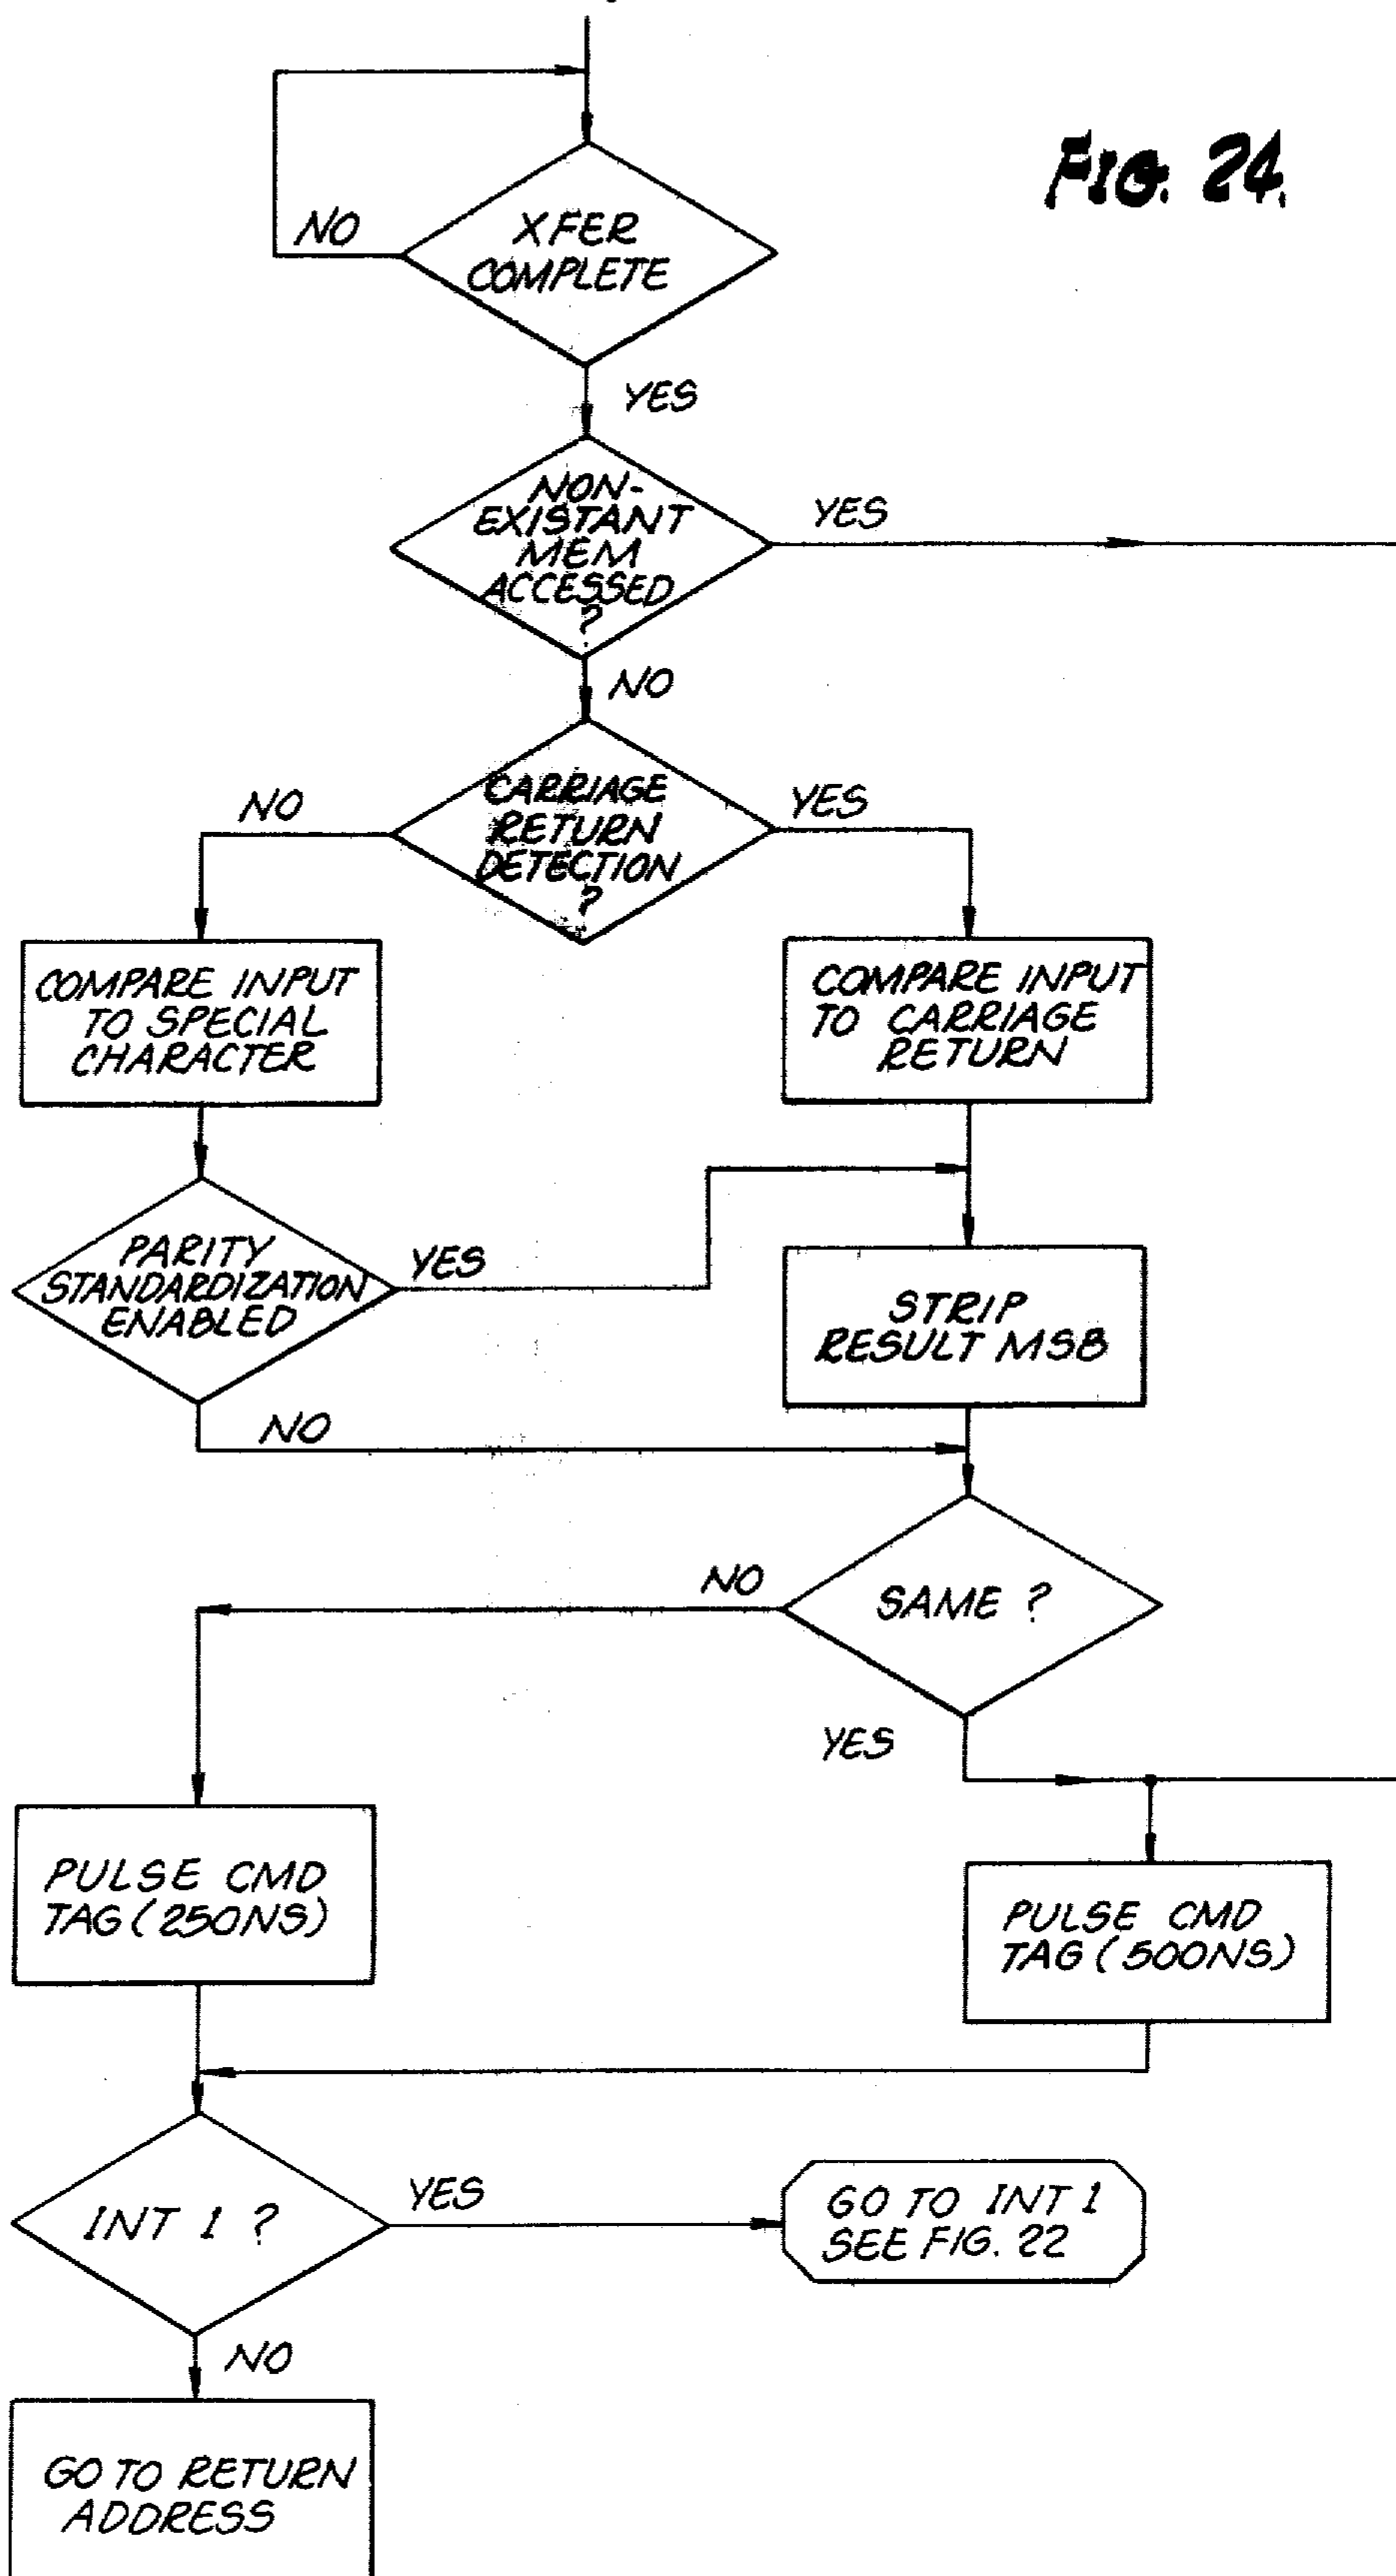 FIG. 24.
XFER
COMPLETE
NO
YES
NON-
EXISTANT
MEM
ACCESSED
?
YES
NO
CARRIAGE
RETURN
DETECTION
?
NO
YES
COMPARE INPUT
TO SPECIAL
CHARACTER
COMPARE INPUT
TO CARRIAGE
RETURN
PARITY
STANDARDIZATION
ENABLED
YES
NO
STRIP
RESULT MSB
SAME ?
NO
YES
PULSE CMD
TAG (250NS)
PULSE CMD
TAG (500NS)
INT 1 ?
YES
GO TO INT 1
SEE FIG. 22
NO
GO TO RETURN
ADDRESS